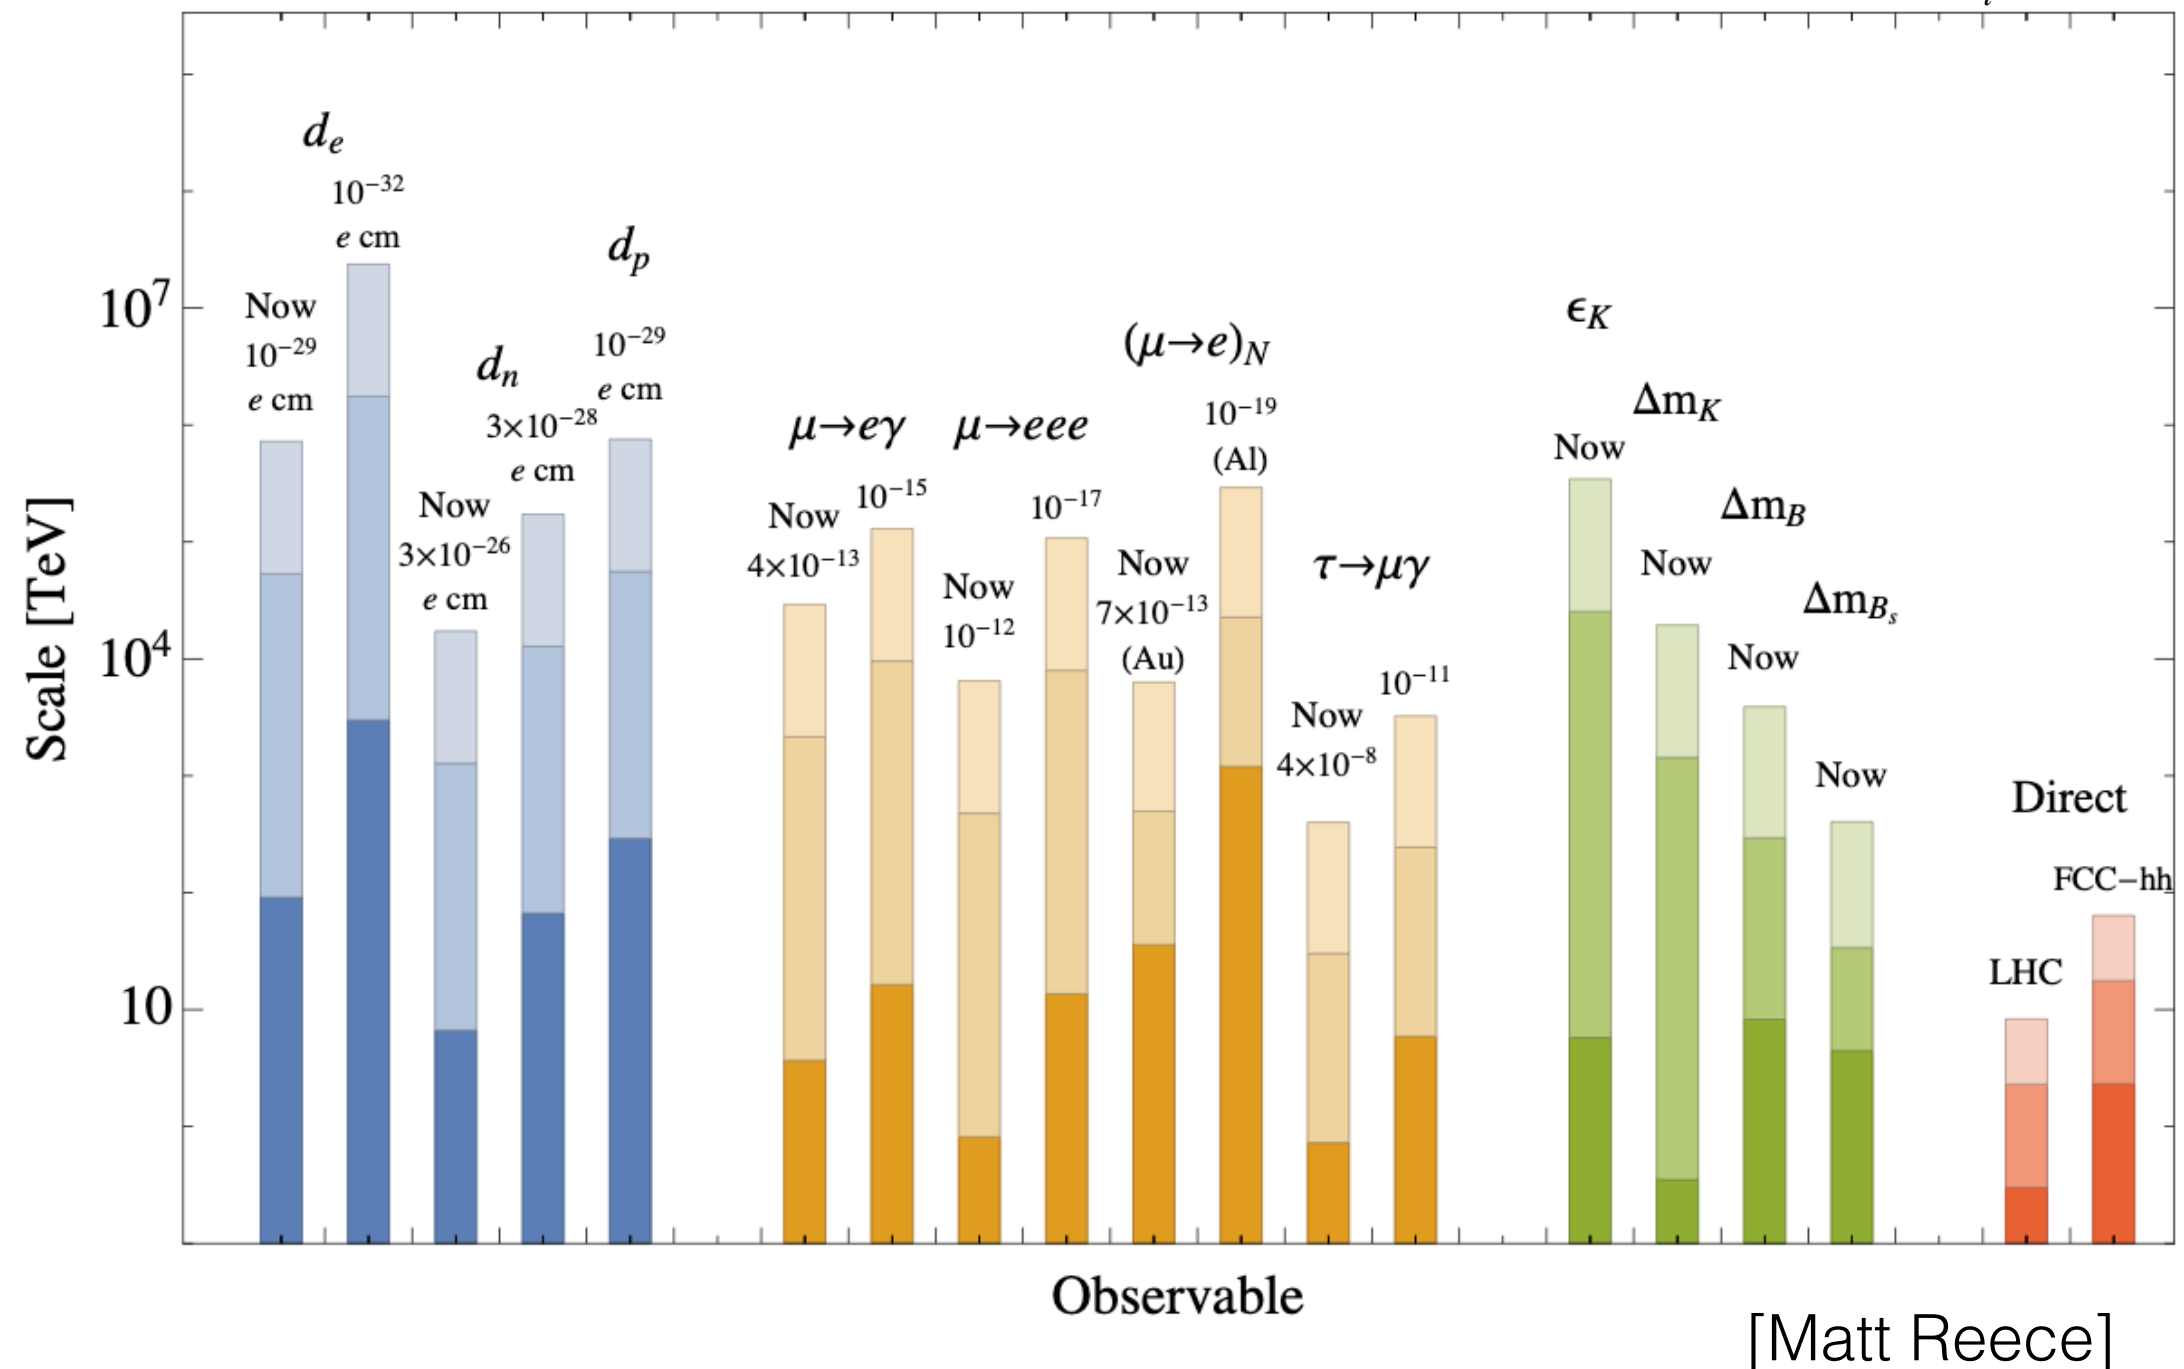 d_e
10^−32
e cm
Now
10^−29
e cm
d_n
3×10^−28
e cm
Now
3×10^−26
e cm
d_p
10^−29
e cm
μ→eγ
Now
4×10^−13
10^−15
μ→eee
Now
10^−12
10^−17
(μ→e)_N
10^−19
(Al)
Now
7×10^−13
(Au)
τ→μγ
Now
4×10^−8
10^−11
ϵ_K
Now
Δm_K
Now
Δm_B
Now
Δm_{B_s}
Now
Direct
FCC−hh
LHC
10^7
10^4
10
Scale [TeV]
Observable
[Matt Reece]